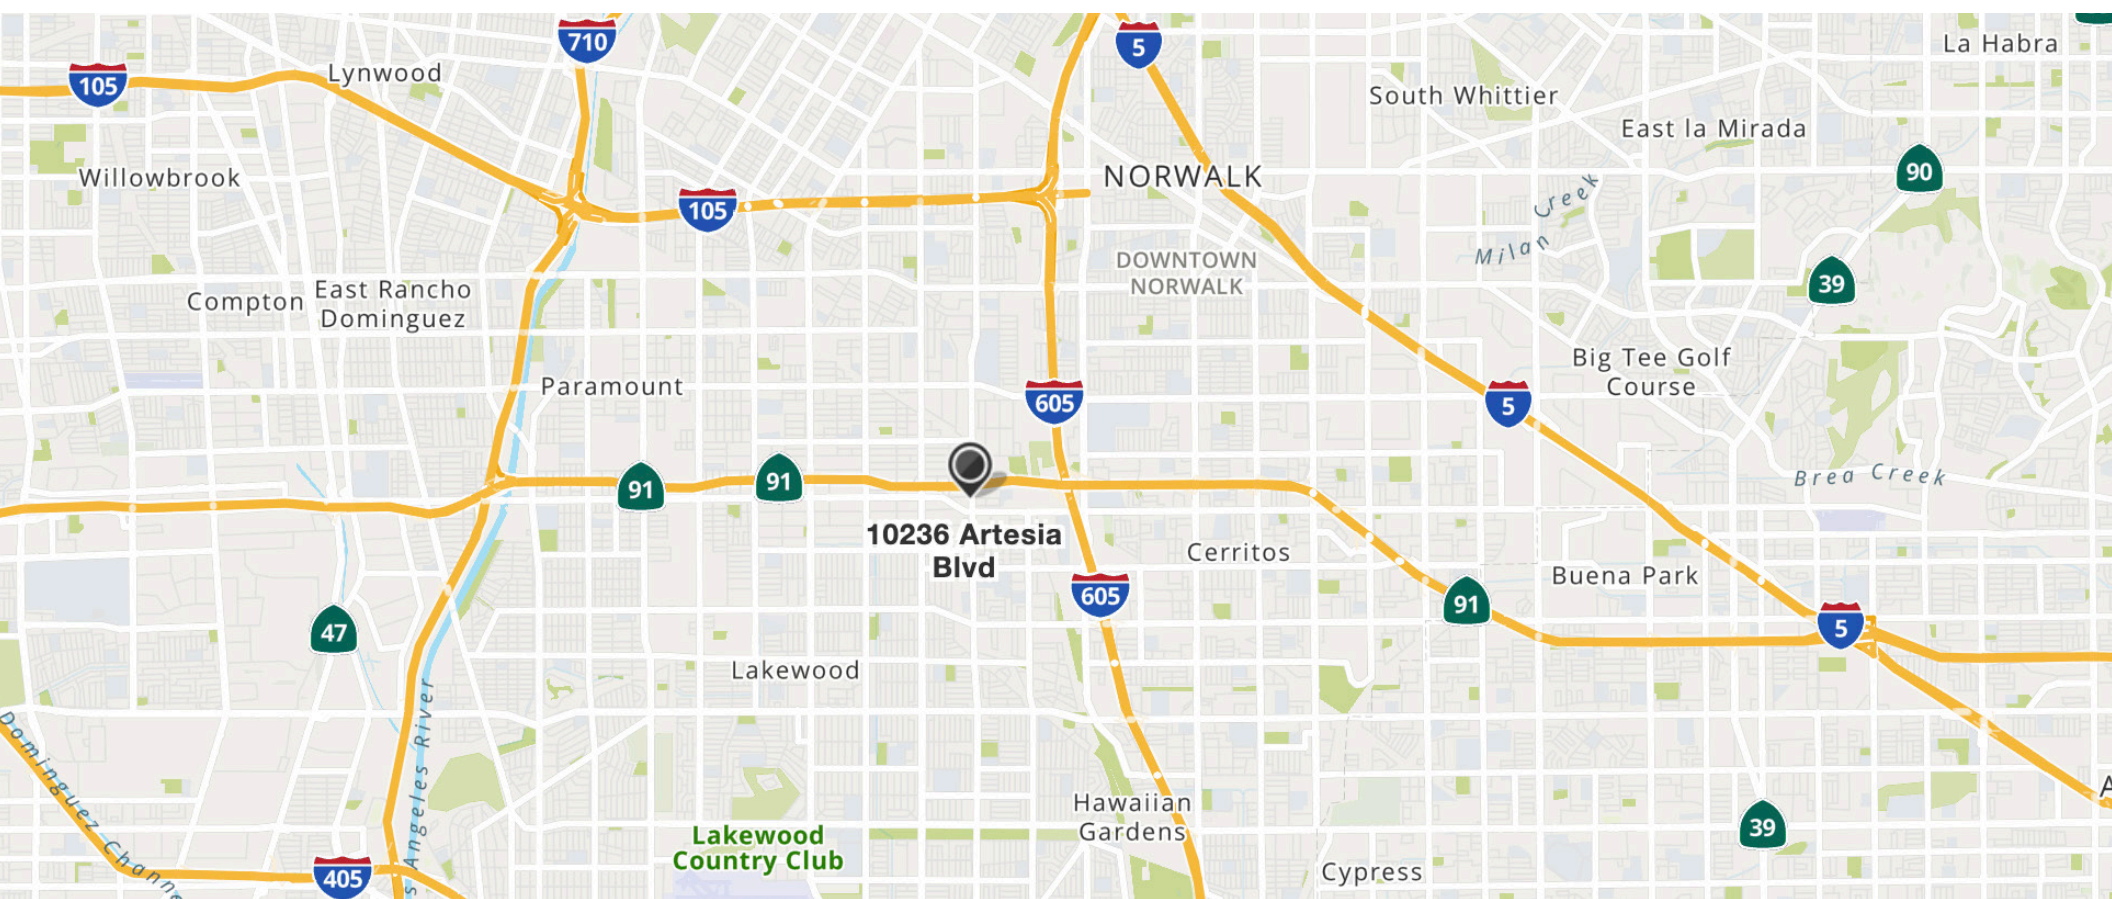 710
5
La Habra
105
Lynwood
South Whittier
East la Mirada
90
Willowbrook
NORWALK
105
Milan Creek
DOWNTOWN
NORWALK
39
Compton
East Rancho
Dominguez
Big Tee Golf
Course
Paramount
605
5
91
91
Brea Creek
10236 Artesia
Blvd
Cerritos
Buena Park
605
91
47
5
Lakewood
Dominguez Channe
s Angeles River
A
Hawaiian
Gardens
39
Lakewood
Country Club
Cypress
405